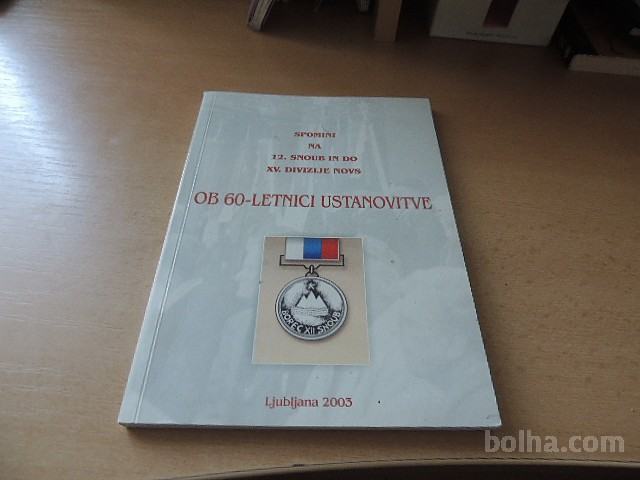 SPOMINI
NA
12. SNOUB IN DO
XV. DIVIZIJE NOVS
OB 60-LETNICI USTANOVITVE
BOREC XII SNOUB
Ljubljana 2003
bolha.com